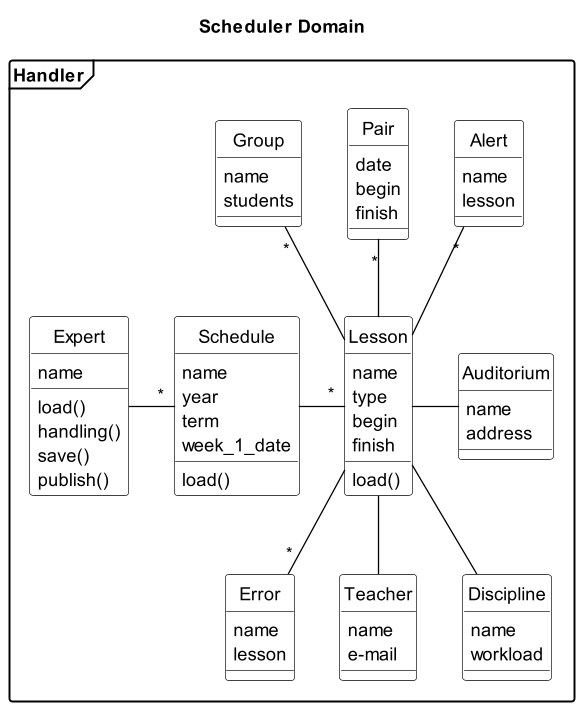 Scheduler Domain
Handler
Group
name
students
Pair
date
begin
finish
Alert
name
lesson
*
*
*
Expert
name
load()
handling()
save()
publish()
*
Schedule
name
year
term
week_1_date
load()
*
Lesson
name
type
begin
finish
load()
Auditorium
name
address
*
Error
name
lesson
Teacher
name
e-mail
Discipline
name
workload